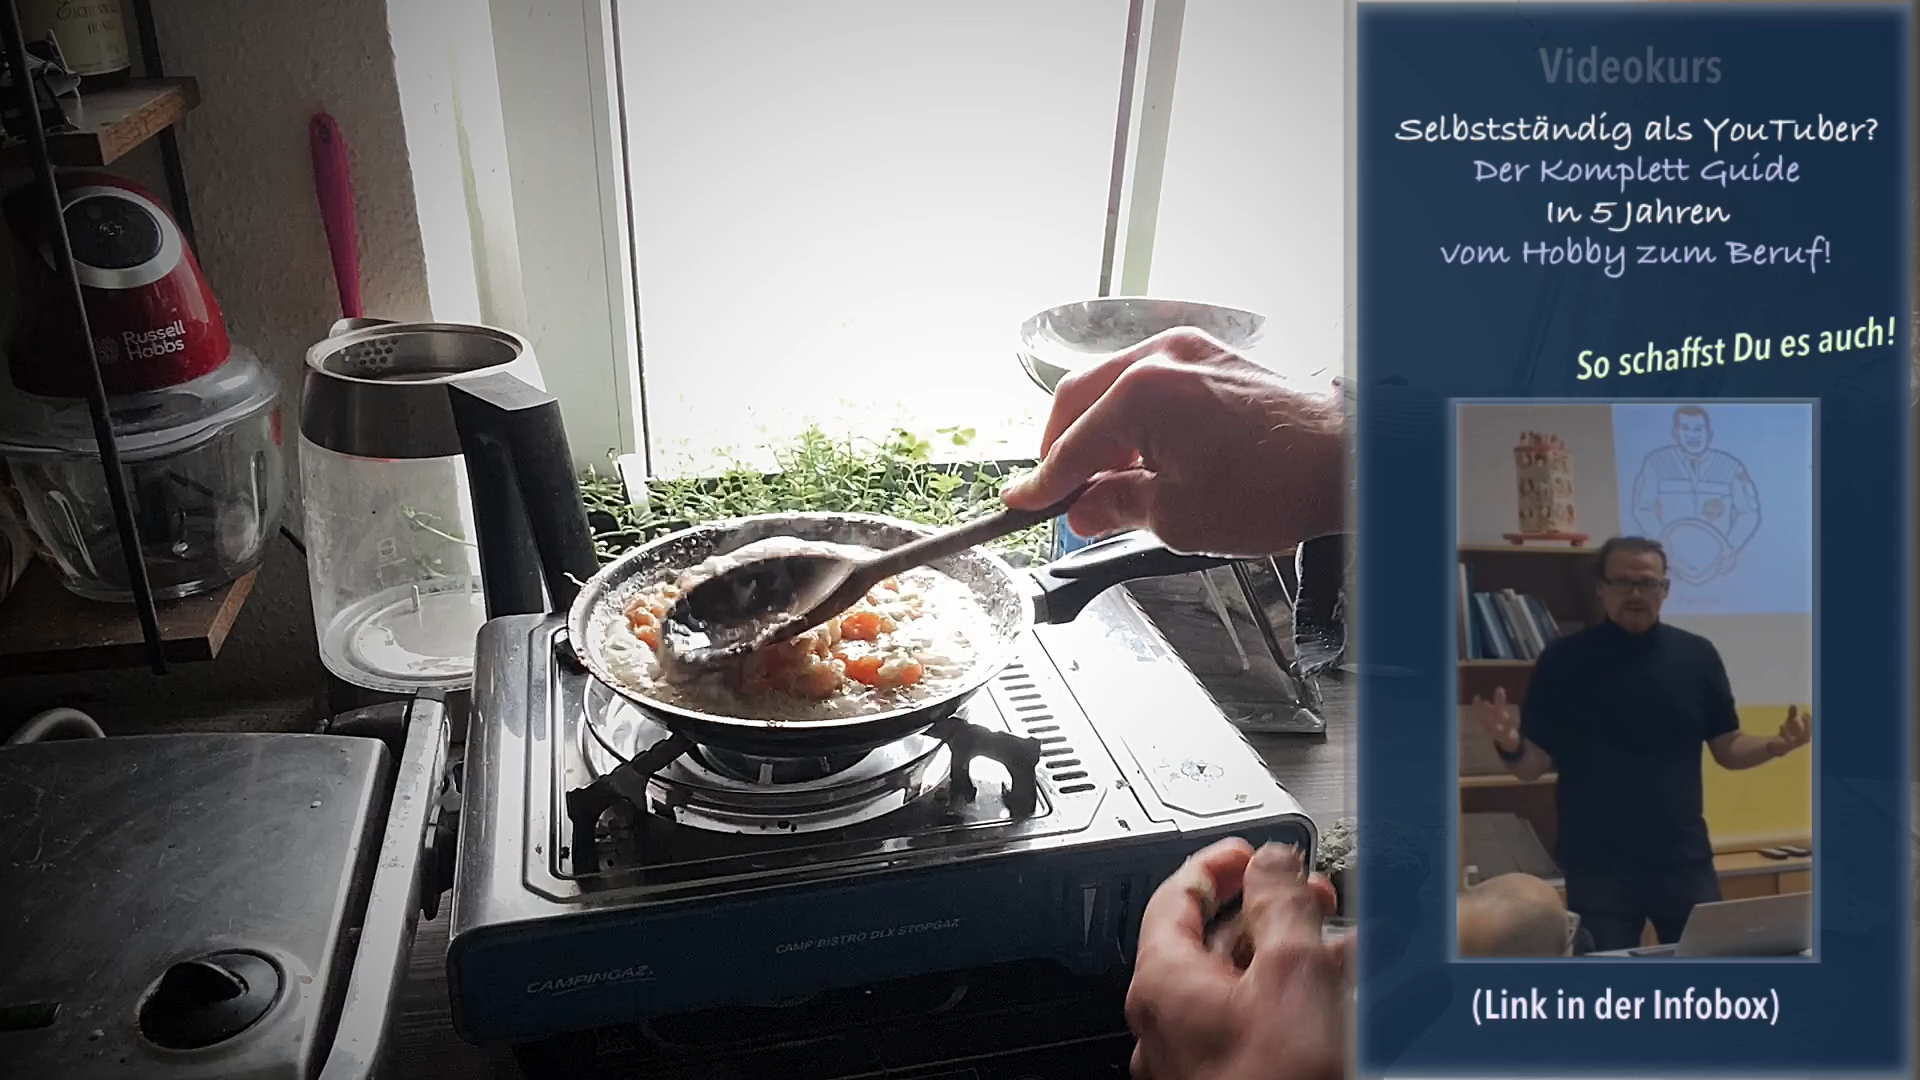 Russell
Hobbs
CAMPINGAZ.
CAMP'BISTRO DLX STOPGAZ
Videokurs
Selbstständig als YouTuber?
Der Komplett Guide
In 5 Jahren
vom Hobby zum Beruf!
So schaffst Du es auch!
(Link in der Infobox)